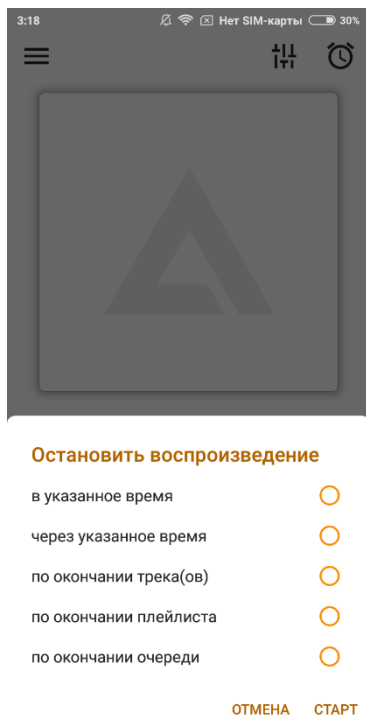 3:18 Нет SIM-карты 30%
Остановить воспроизведение
в указанное время
через указанное время
по окончании трека(ов)
по окончании плейлиста
по окончании очереди
ОТМЕНА СТАРТ